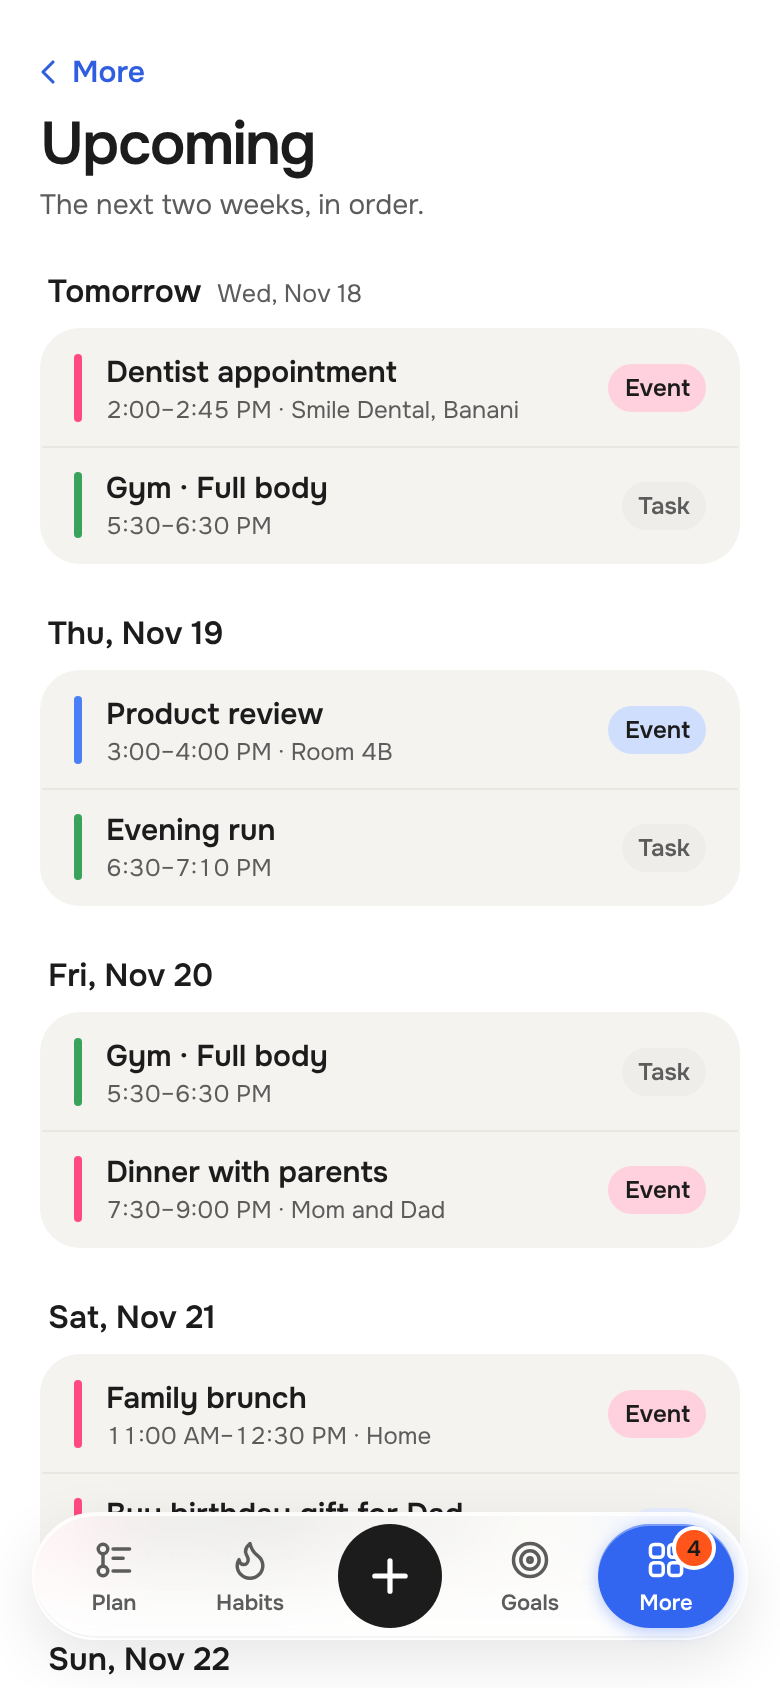 More
Upcoming
The next two weeks, in order.
Tomorrow Wed, Nov 18
Dentist appointment
2:00–2:45 PM · Smile Dental, Banani
Event
Gym · Full body
5:30–6:30 PM
Task
Thu, Nov 19
Product review
3:00–4:00 PM · Room 4B
Event
Evening run
6:30–7:10 PM
Task
Fri, Nov 20
Gym · Full body
5:30–6:30 PM
Task
Dinner with parents
7:30–9:00 PM · Mom and Dad
Event
Sat, Nov 21
Family brunch
11:00 AM–12:30 PM · Home
Event
Buy birthday gift for Dad
Plan
Habits
Goals
4
More
Sun, Nov 22